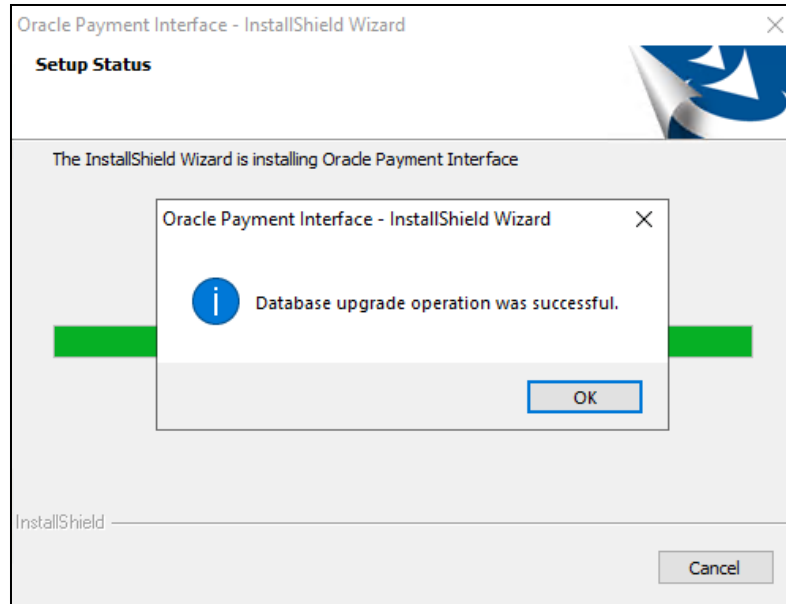 Oracle Payment Interface - InstallShield Wizard
Setup Status
The InstallShield Wizard is installing Oracle Payment Interface
Oracle Payment Interface - InstallShield Wizard
Database upgrade operation was successful.
OK
InstallShield
Cancel